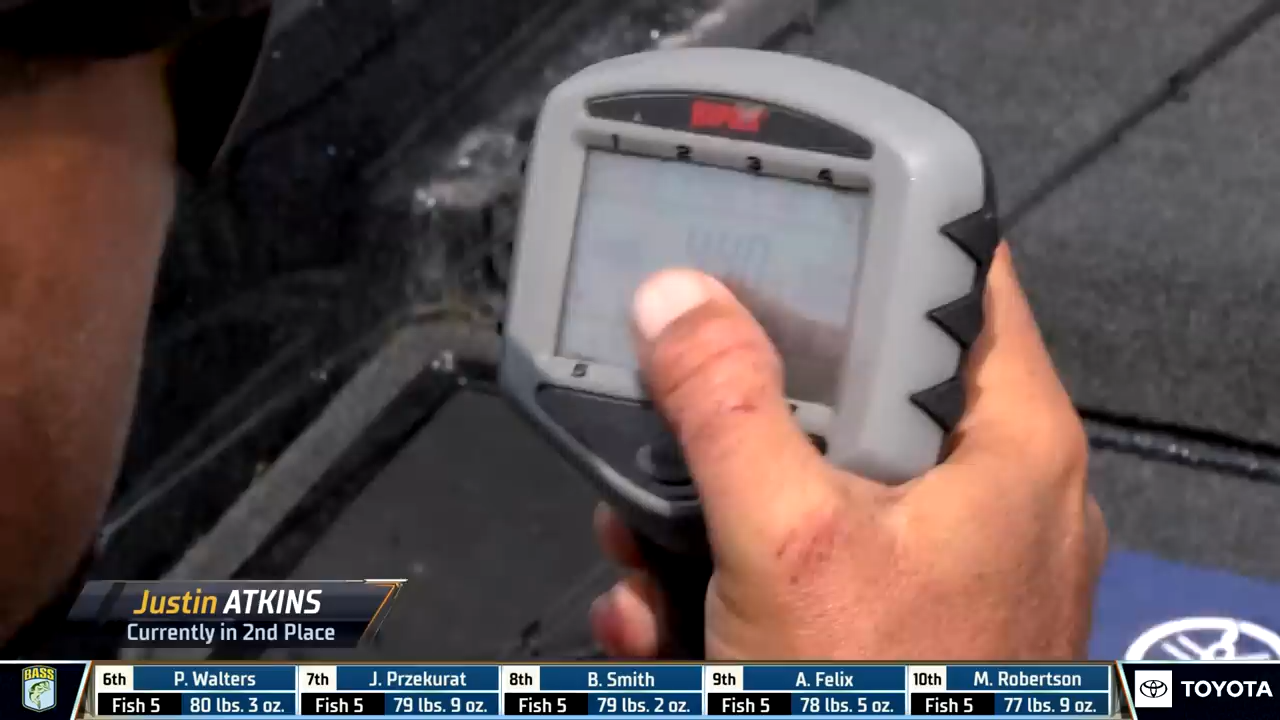 1 2 3 4
5
Justin ATKINS
Currently in 2nd Place
BASS
6th P. Walters
Fish 5 80 lbs. 3 oz.
7th J. Przekurat
Fish 5 79 lbs. 9 oz.
8th B. Smith
Fish 5 79 lbs. 2 oz.
9th A. Felix
Fish 5 78 lbs. 5 oz.
10th M. Robertson
Fish 5 77 lbs. 9 oz.
TOYOTA